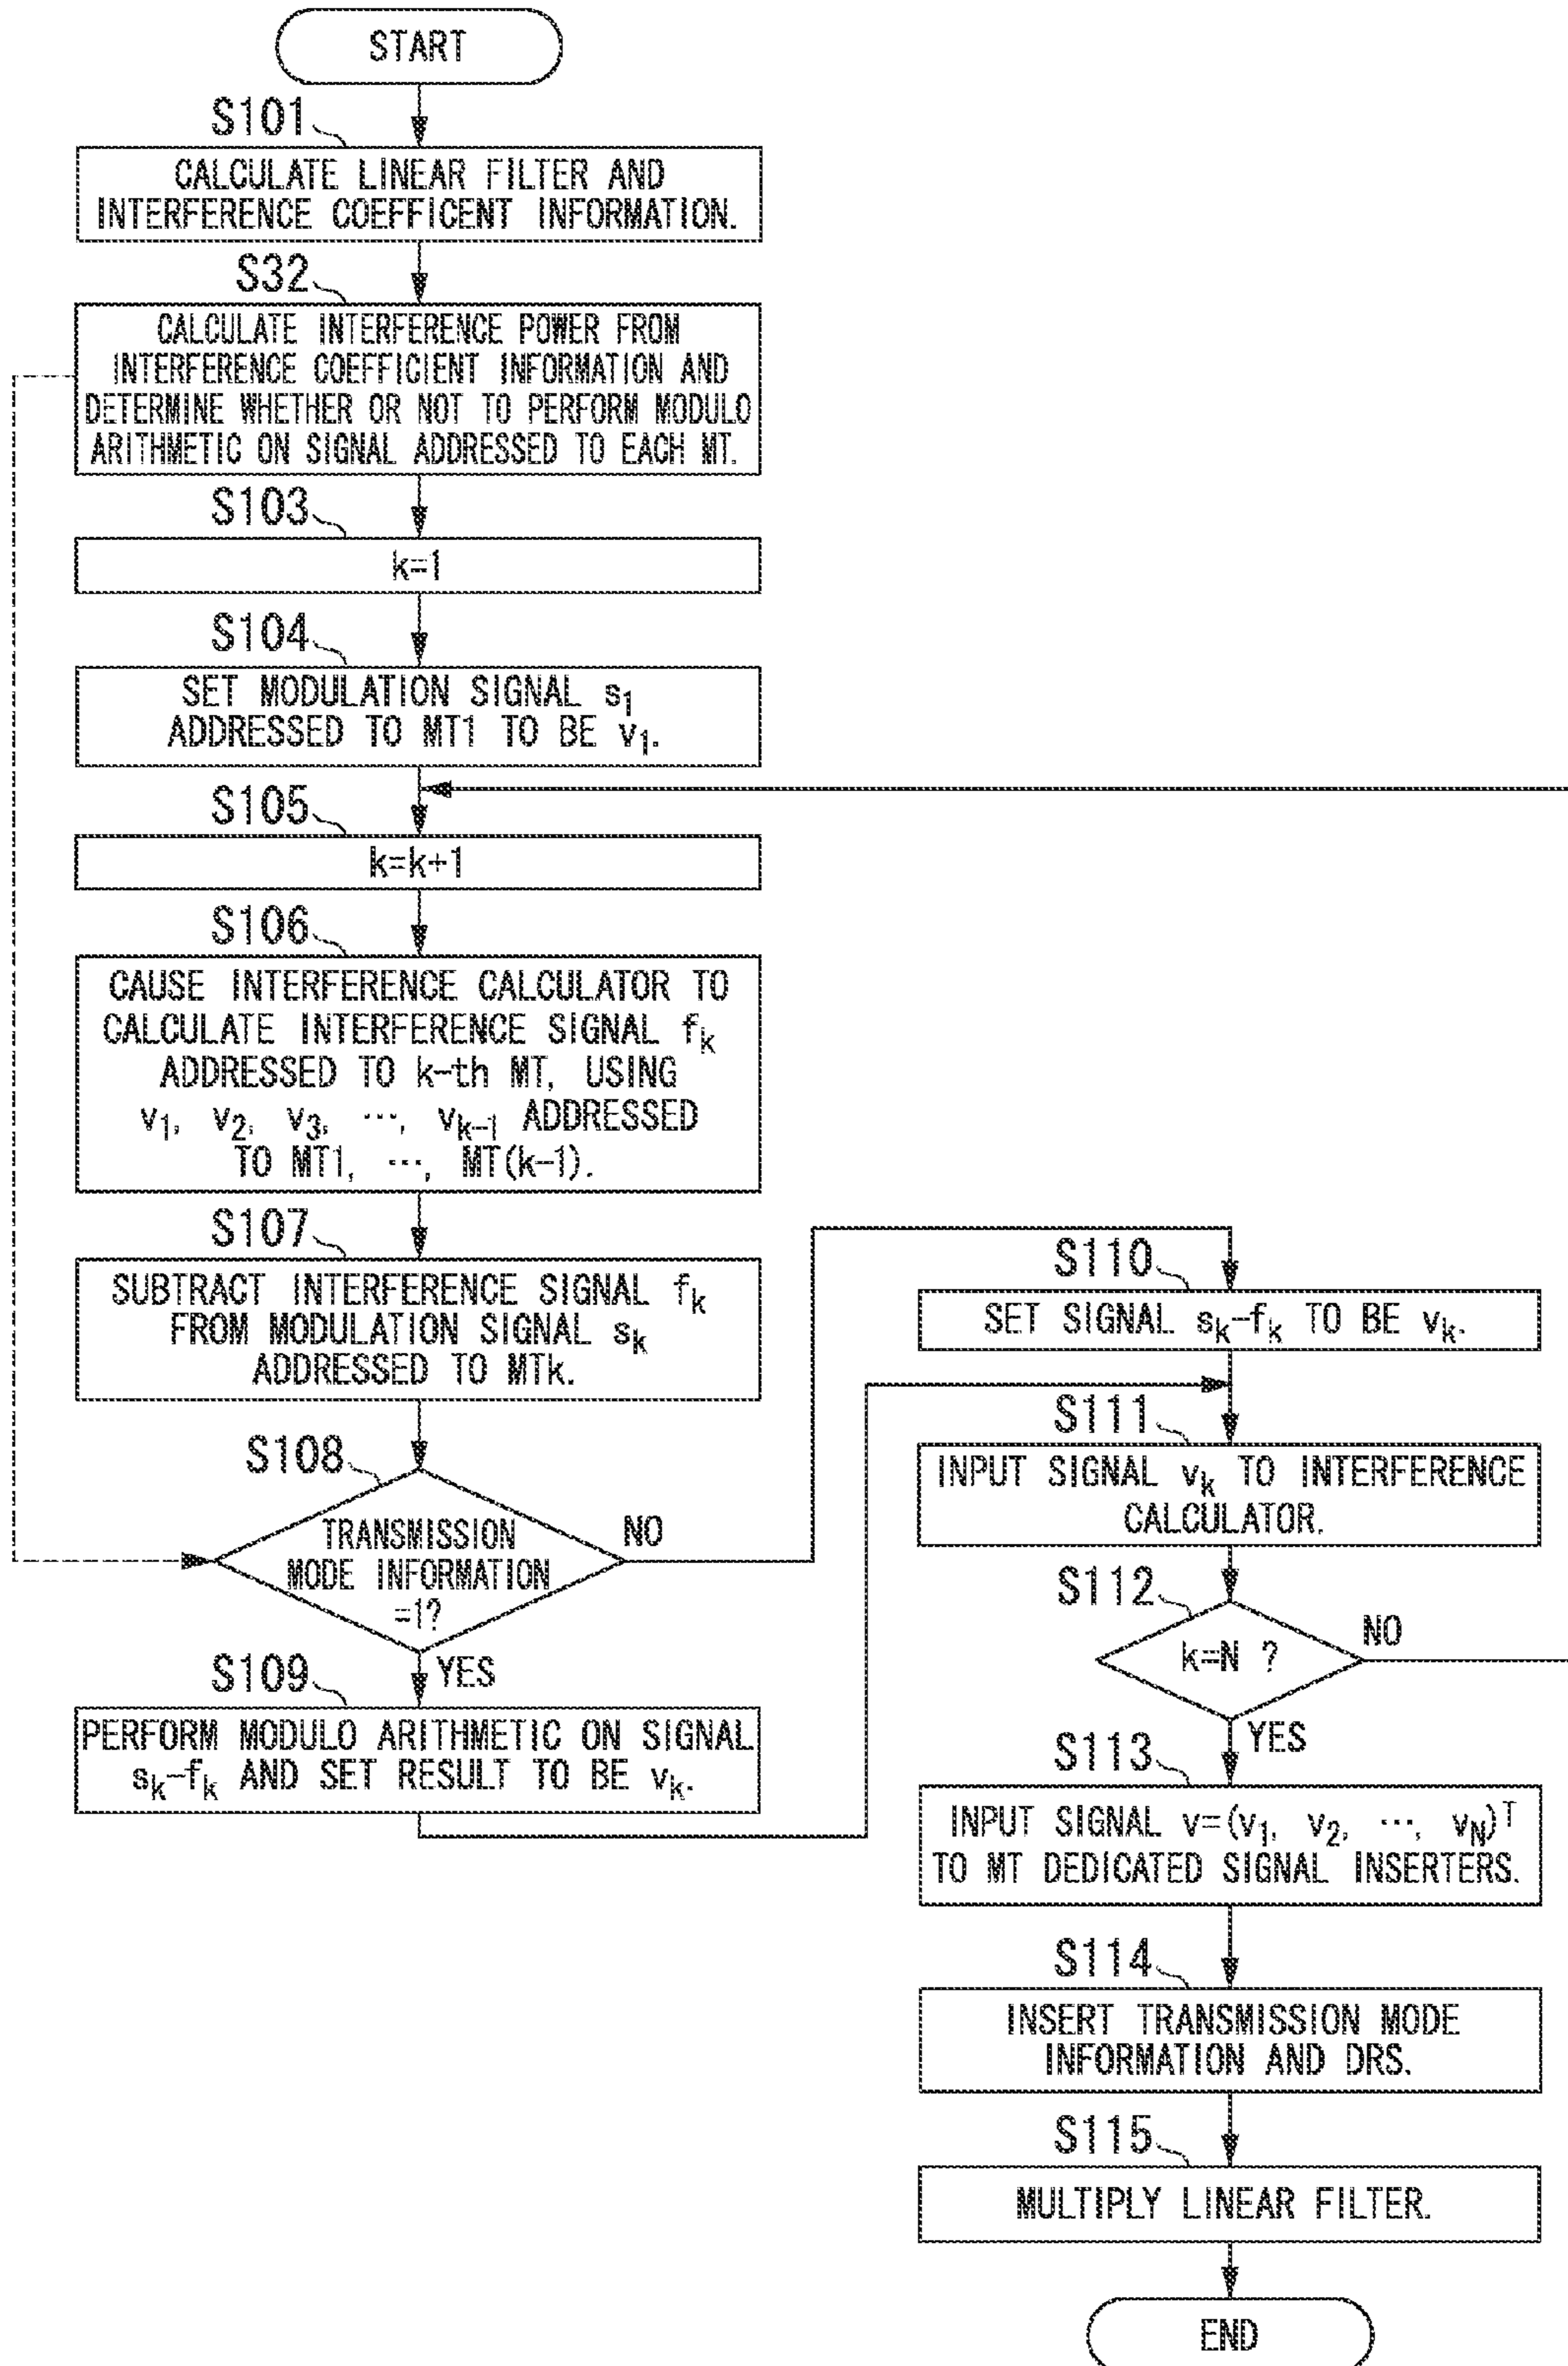 START
S101
CALCULATE LINEAR FILTER AND
INTERFERENCE COEFFICENT INFORMATION.
S32
CALCULATE INTERFERENCE POWER FROM
INTERFERENCE COEFFICIENT INFORMATION AND
DETERMINE WHETHER OR NOT TO PERFORM MODULO
ARITHMETIC ON SIGNAL ADDRESSED TO EACH MT.
S103
k=1
S104
SET MODULATION SIGNAL s1
ADDRESSED TO MT1 TO BE v1.
S105
k=k+1
S106
CAUSE INTERFERENCE CALCULATOR TO
CALCULATE INTERFERENCE SIGNAL fk
ADDRESSED TO k-th MT, USING
v1, v2, v3, ···, vk-1 ADDRESSED
TO MT1, ···, MT(k-1).
S107
SUBTRACT INTERFERENCE SIGNAL fk
FROM MODULATION SIGNAL sk
ADDRESSED TO MTk.
S108
TRANSMISSION
MODE INFORMATION
=1?
NO
YES
S109
PERFORM MODULO ARITHMETIC ON SIGNAL
sk-fk AND SET RESULT TO BE vk.
S110
SET SIGNAL sk-fk TO BE vk.
S111
INPUT SIGNAL vk TO INTERFERENCE
CALCULATOR.
S112
k=N ?
NO
YES
S113
INPUT SIGNAL v=(v1, v2, ···, vN)T
TO MT DEDICATED SIGNAL INSERTERS.
S114
INSERT TRANSMISSION MODE
INFORMATION AND DRS.
S115
MULTIPLY LINEAR FILTER.
END